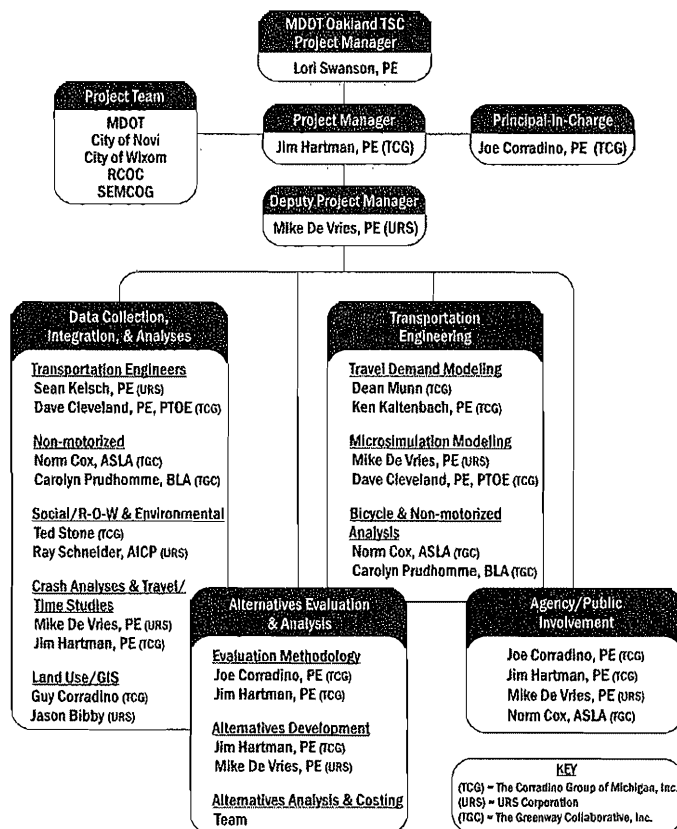 MDOT Oakland TSC
Project Manager
Lori Swanson, PE
Project Team
MDOT
City of Novi
City of Wixom
RCOC
SEMCOG
Project Manager
Jim Hartman, PE (TCG)
Principal-In-Charge
Joe Corradino, PE (TCG)
Deputy Project Manager
Mike De Vries, PE (URS)
Data Collection,
Integration, & Analyses
Transportation Engineers
Sean Kelsch, PE (URS)
Dave Cleveland, PE, PTOE (TCG)
Non-motorized
Norm Cox, ASLA (TGC)
Carolyn Prudhomme, BLA (TGC)
Social/R-O-W & Environmental
Ted Stone (TCG)
Ray Schneider, AICP (URS)
Crash Analyses & Travel/
Time Studies
Mike De Vries, PE (URS)
Jim Hartman, PE (TCG)
Land Use/GIS
Guy Corradino (TCG)
Jason Bibby (URS)
Transportation
Engineering
Travel Demand Modeling
Dean Munn (TCG)
Ken Kaltenbach, PE (TCG)
Microsimulation Modeling
Mike De Vries, PE (URS)
Dave Cleveland, PE, PTOE (TCG)
Bicycle & Non-motorized
Analysis
Norm Cox, ASLA (TGC)
Carolyn Prudhomme, BLA (TGC)
Alternatives Evaluation
& Analysis
Evaluation Methodology
Joe Corradino, PE (TCG)
Jim Hartman, PE (TCG)
Alternatives Development
Jim Hartman, PE (TCG)
Mike De Vries, PE (URS)
Alternatives Analysis & Costing
Team
Agency/Public
Involvement
Joe Corradino, PE (TCG)
Jim Hartman, PE (TCG)
Mike De Vries, PE (URS)
Norm Cox, ASLA (TGC)
KEY
(TCG) = The Corradino Group of Michigan, Inc.
(URS) = URS Corporation
(TGC) = The Greenway Collaborative, Inc.